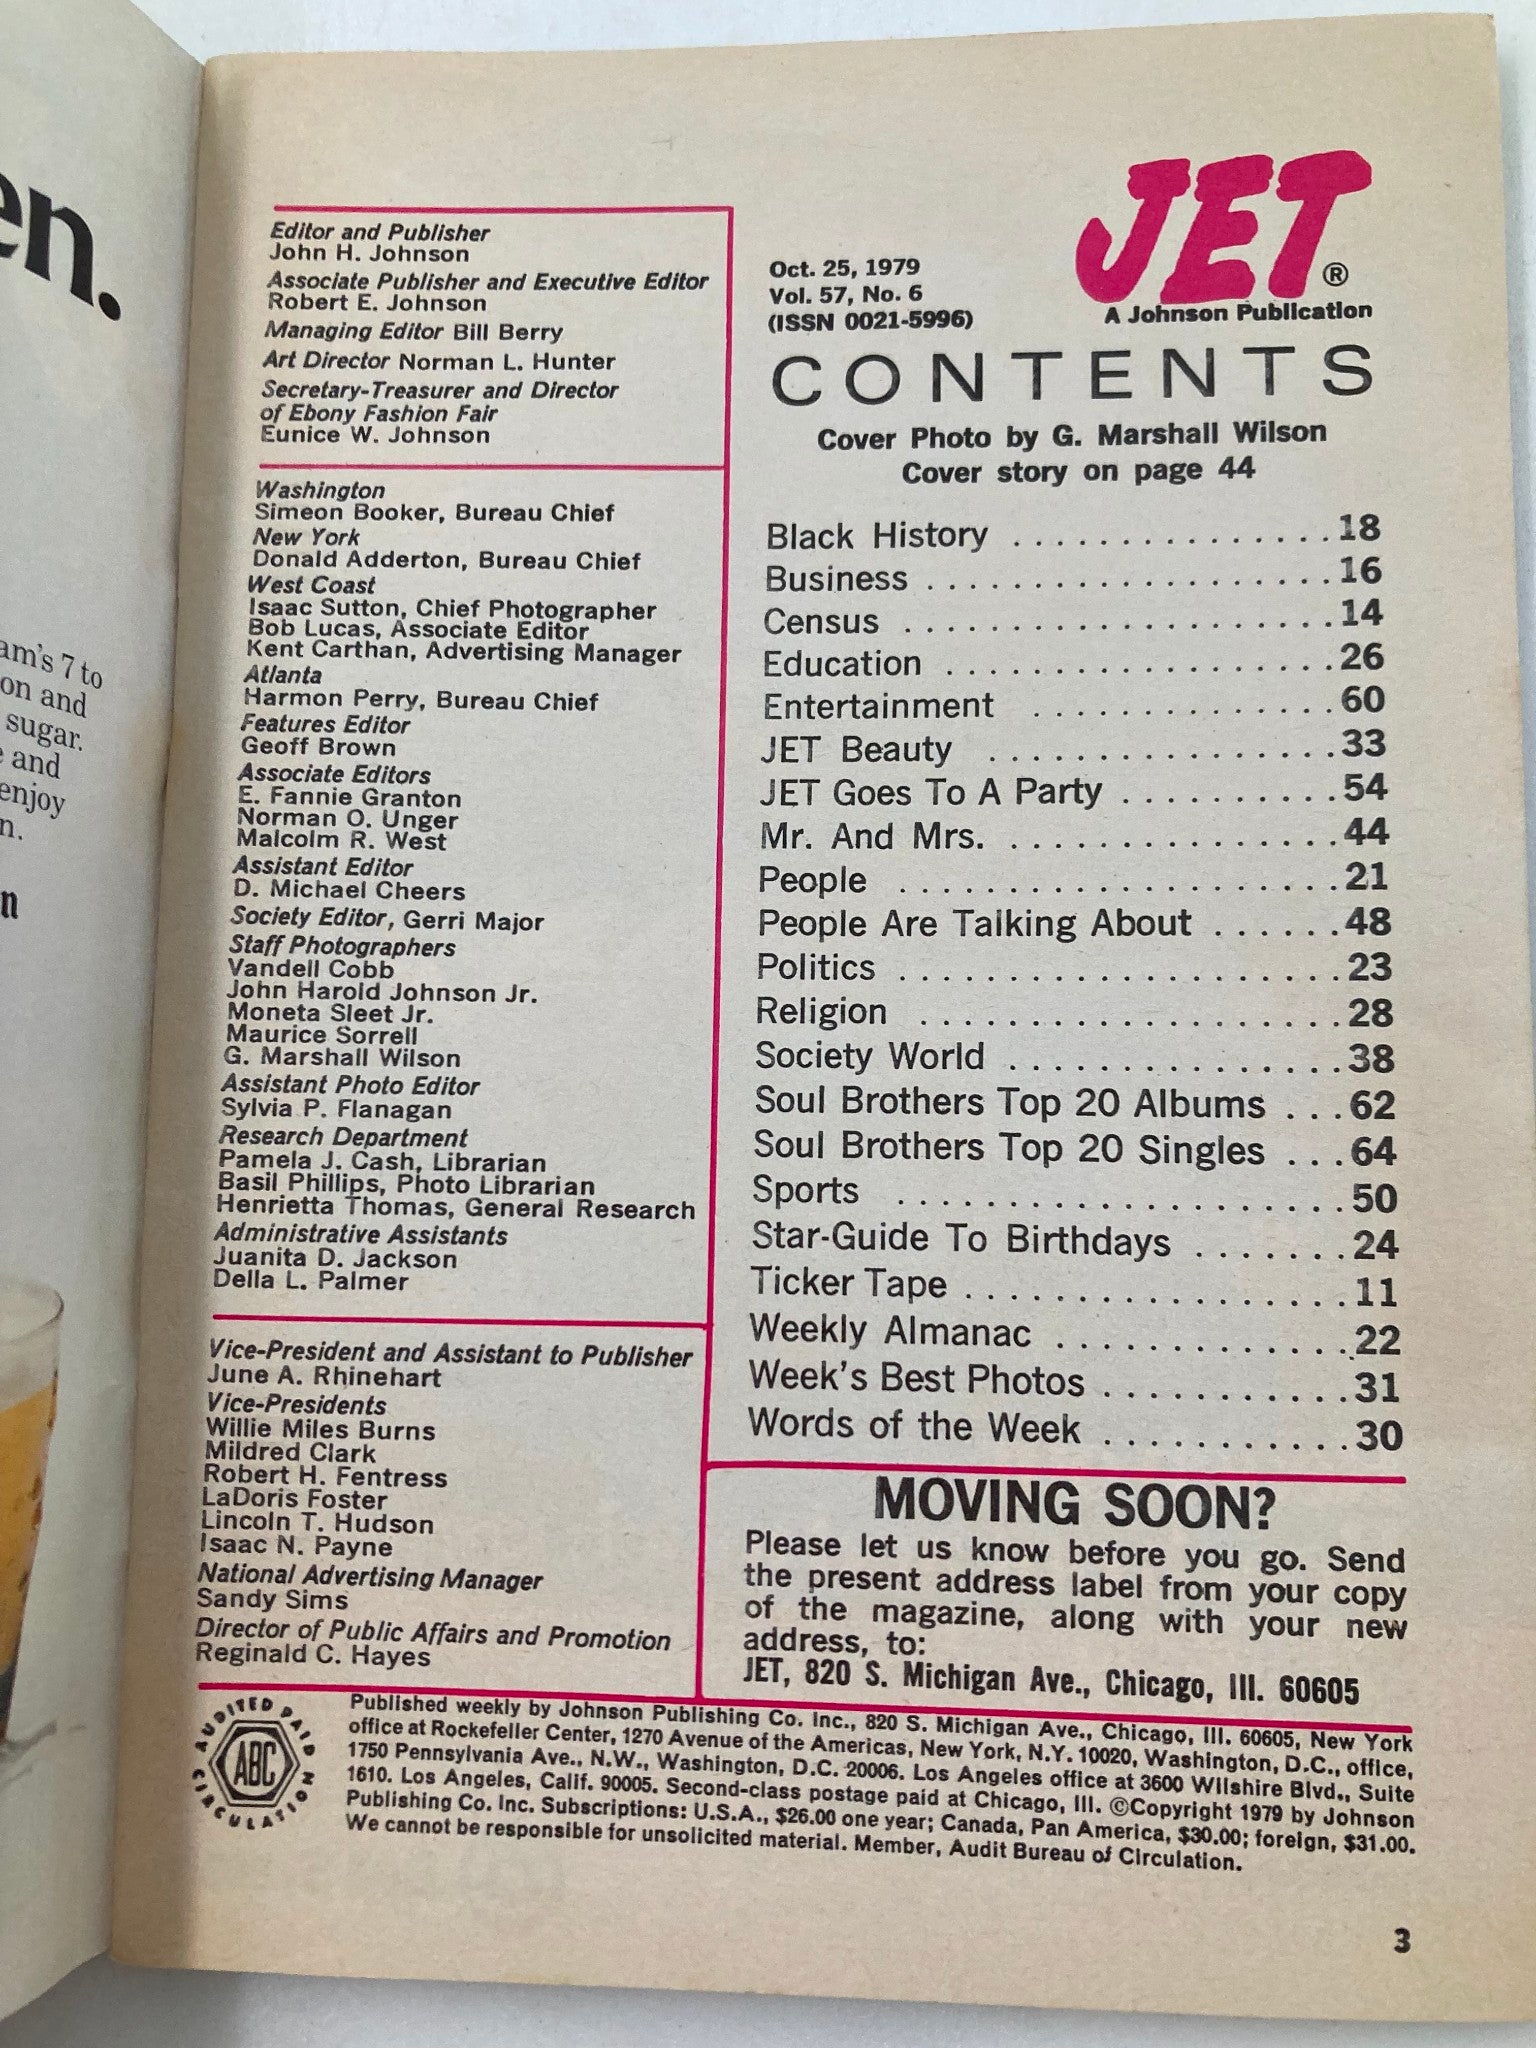 en.
am's 7 to
on and
sugar.
and
enjoy
n.
n
Editor and Publisher
John H. Johnson
Associate Publisher and Executive Editor
Robert E. Johnson
Managing Editor Bill Berry
Art Director Norman L. Hunter
Secretary-Treasurer and Director
of Ebony Fashion Fair
Eunice W. Johnson
Washington
Simeon Booker, Bureau Chief
New York
Donald Adderton, Bureau Chief
West Coast
Isaac Sutton, Chief Photographer
Bob Lucas, Associate Editor
Kent Carthan, Advertising Manager
Atlanta
Harmon Perry, Bureau Chief
Features Editor
Geoff Brown
Associate Editors
E. Fannie Granton
Norman O. Unger
Malcolm R. West
Assistant Editor
D. Michael Cheers
Society Editor, Gerri Major
Staff Photographers
Vandell Cobb
John Harold Johnson Jr.
Moneta Sleet Jr.
Maurice Sorrell
G. Marshall Wilson
Assistant Photo Editor
Sylvia P. Flanagan
Research Department
Pamela J. Cash, Librarian
Basil Phillips, Photo Librarian
Henrietta Thomas, General Research
Administrative Assistants
Juanita D. Jackson
Della L. Palmer
Vice-President and Assistant to Publisher
June A. Rhinehart
Vice-Presidents
Willie Miles Burns
Mildred Clark
Robert H. Fentress
LaDoris Foster
Lincoln T. Hudson
Isaac N. Payne
National Advertising Manager
Sandy Sims
Director of Public Affairs and Promotion
Reginald C. Hayes
JET®
A Johnson Publication
Oct. 25, 1979
Vol. 57, No. 6
(ISSN 0021-5996)
CONTENTS
Cover Photo by G. Marshall Wilson
Cover story on page 44
Black History ............... 18
Business ................... 16
Census .................... 14
Education .................. 26
Entertainment .............. 60
JET Beauty ................ 33
JET Goes To A Party .......... 54
Mr. And Mrs. ............... 44
People .................... 21
People Are Talking About ...... 48
Politics .................... 23
Religion ................... 28
Society World ............... 38
Soul Brothers Top 20 Albums ... 62
Soul Brothers Top 20 Singles ... 64
Sports .................... 50
Star-Guide To Birthdays ....... 24
Ticker Tape .................. 11
Weekly Almanac ............. 22
Week's Best Photos ........... 31
Words of the Week ........... 30
MOVING SOON?
Please let us know before you go. Send
the present address label from your copy
of the magazine, along with your new
address, to:
JET, 820 S. Michigan Ave., Chicago, Ill. 60605
AUDITED PAID CIRCULATION
ABC
Published weekly by Johnson Publishing Co. Inc., 820 S. Michigan Ave., Chicago, Ill. 60605, New York
office at Rockefeller Center, 1270 Avenue of the Americas, New York, N.Y. 10020, Washington, D.C., office,
1750 Pennsylvania Ave., N.W., Washington, D.C. 20006. Los Angeles office at 3600 Wilshire Blvd., Suite
1610. Los Angeles, Calif. 90005. Second-class postage paid at Chicago, Ill. ©Copyright 1979 by Johnson
Publishing Co. Inc. Subscriptions: U.S.A., $26.00 one year; Canada, Pan America, $30.00; foreign, $31.00.
We cannot be responsible for unsolicited material. Member, Audit Bureau of Circulation.
3